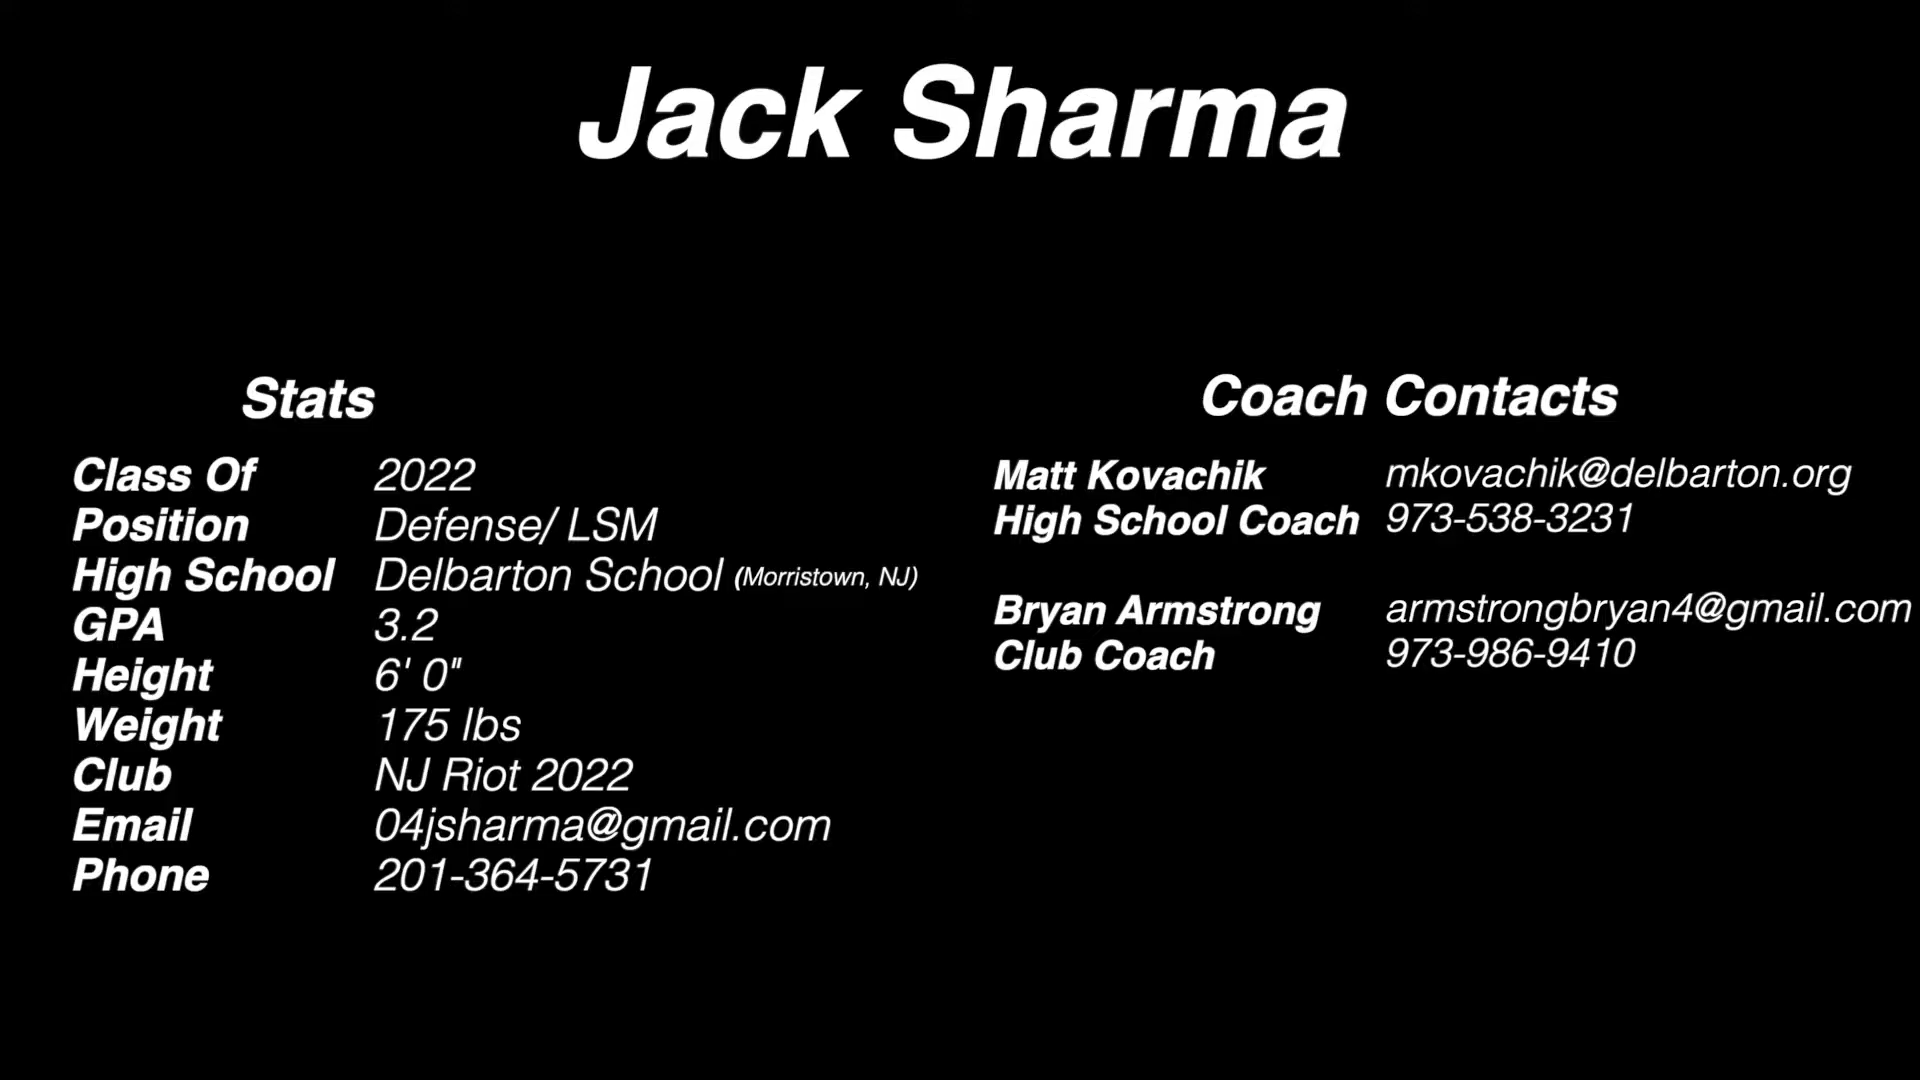 Jack Sharma
Stats
Class Of 2022
Position Defense/ LSM
High School Delbarton School (Morristown, NJ)
GPA 3.2
Height 6' 0"
Weight 175 lbs
Club NJ Riot 2022
Email 04jsharma@gmail.com
Phone 201-364-5731
Coach Contacts
Matt Kovachik mkovachik@delbarton.org
High School Coach 973-538-3231
Bryan Armstrong armstrongbryan4@gmail.com
Club Coach 973-986-9410